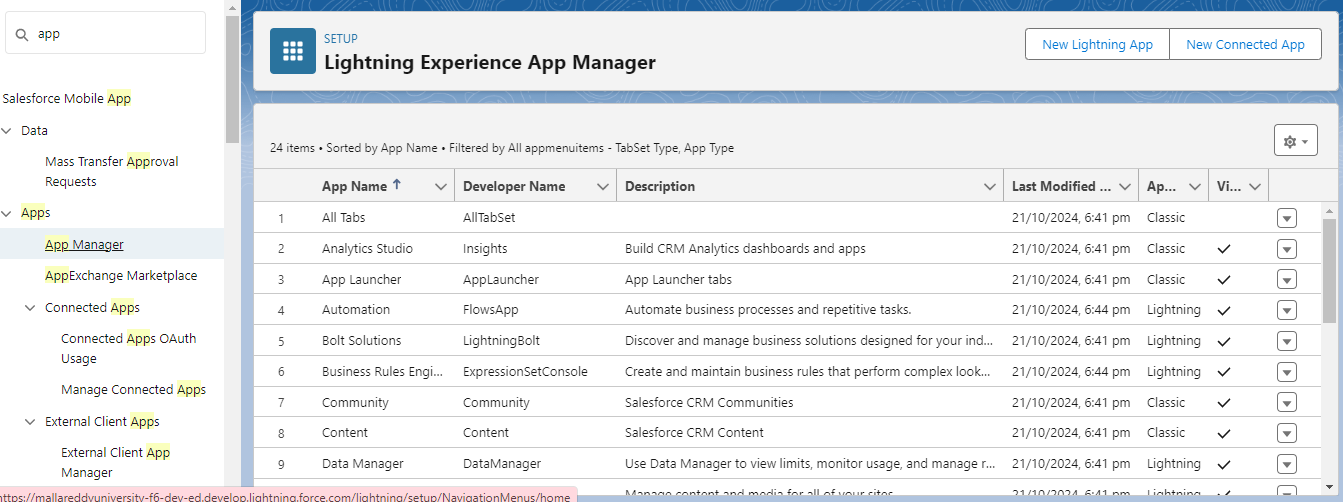 app
Salesforce Mobile App
Data
Mass Transfer Approval
Requests
Apps
App Manager
AppExchange Marketplace
Connected Apps
Connected Apps OAuth
Usage
Manage Connected Apps
External Client Apps
External Client App
Manager
https://mallareddyuniversity-f6-dev-ed.develop.lightning.force.com/lightning/setup/NavigationMenus/home
SETUP
Lightning Experience App Manager
New Lightning App New Connected App
24 items • Sorted by App Name • Filtered by All appmenuitems - TabSet Type, App Type
App Name Developer Name Description Last Modified ... Ap... Vi...
1 All Tabs AllTabSet 21/10/2024, 6:41 pm Classic
2 Analytics Studio Insights Build CRM Analytics dashboards and apps 21/10/2024, 6:41 pm Classic
3 App Launcher AppLauncher App Launcher tabs 21/10/2024, 6:41 pm Classic
4 Automation FlowsApp Automate business processes and repetitive tasks. 21/10/2024, 6:44 pm Lightning
5 Bolt Solutions LightningBolt Discover and manage business solutions designed for your ind... 21/10/2024, 6:41 pm Lightning
6 Business Rules Engi... ExpressionSetConsole Create and maintain business rules that perform complex look... 21/10/2024, 6:44 pm Lightning
7 Community Community Salesforce CRM Communities 21/10/2024, 6:41 pm Classic
8 Content Content Salesforce CRM Content 21/10/2024, 6:41 pm Classic
9 Data Manager DataManager Use Data Manager to view limits, monitor usage, and manage r... 21/10/2024, 6:41 pm Lightning
Manage content and media for all of your sites. 21/10/2024, 6:41 pm Lightning